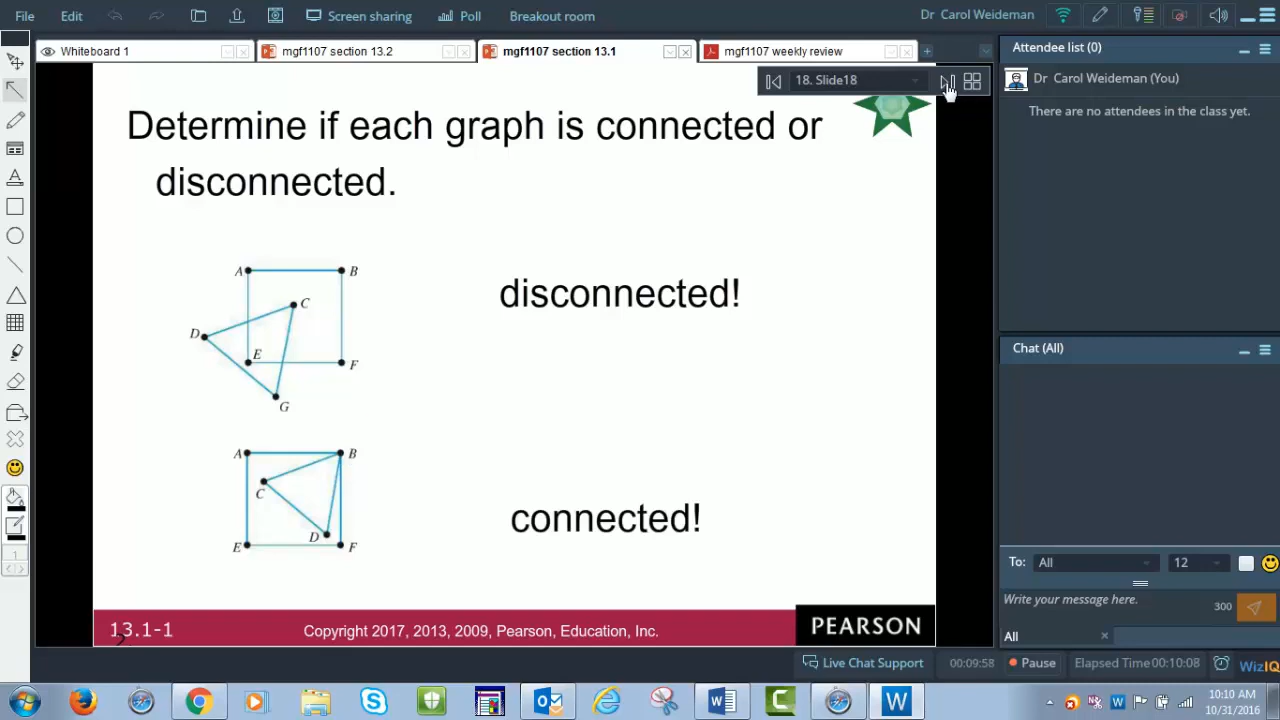 File Edit Screen sharing Poll Breakout room Dr Carol Weideman
Whiteboard 1 mgf1107 section 13.2 mgf1107 section 13.1 mgf1107 weekly review
Attendee list (0)
18. Slide18
Dr Carol Weideman (You)
There are no attendees in the class yet.
Determine if each graph is connected or
disconnected.
A B
C
D
E
F
G
disconnected!
A B
C
D
E F
connected!
Chat (All)
To: All 12
Write your message here. 300
All
13.1-1
2
Copyright 2017, 2013, 2009, Pearson, Education, Inc.
PEARSON
1
Live Chat Support 00:09:58 Pause Elapsed Time 00:10:08 WizIQ
10:10 AM
10/31/2016